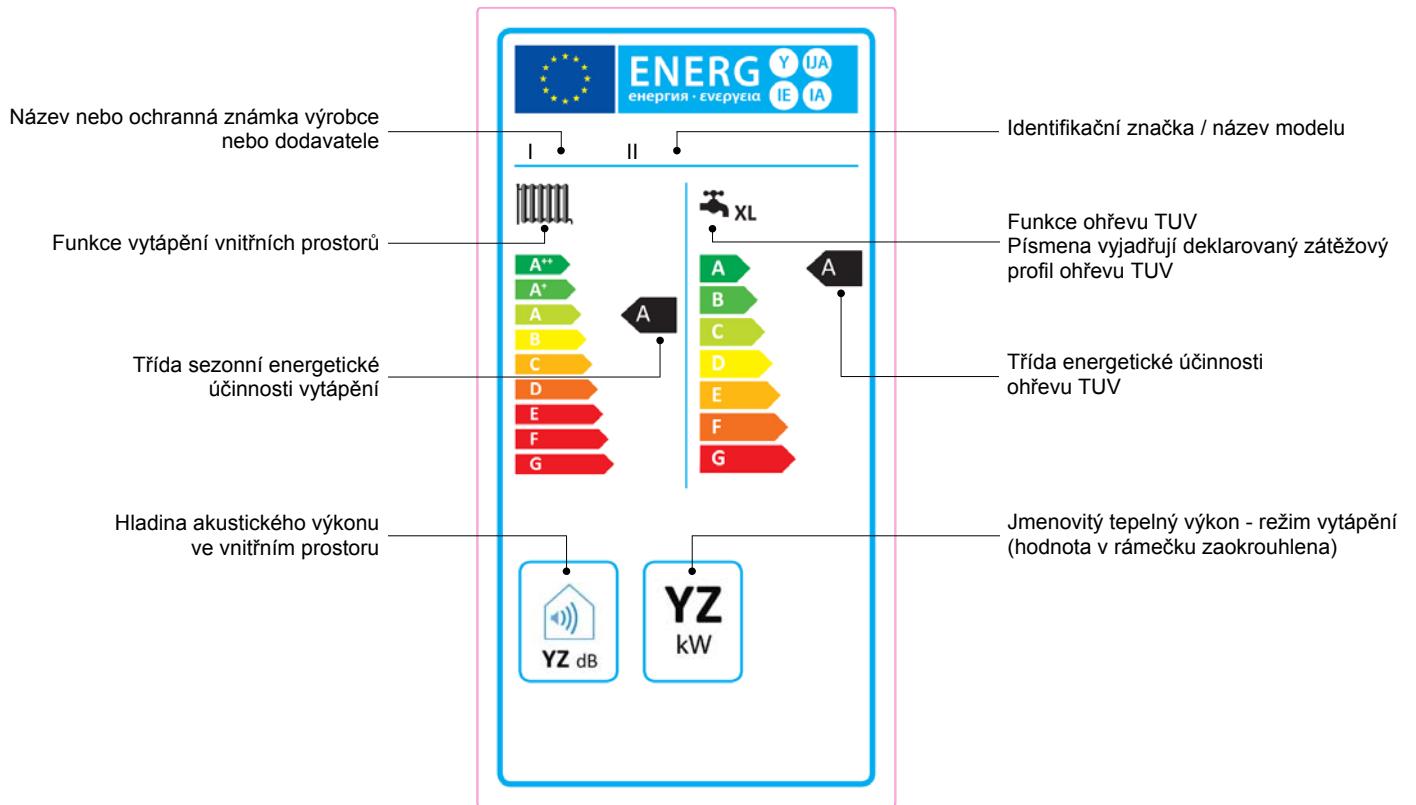 ENERG Y IJA
енергия · ενεργεια IE IA
Název nebo ochranná známka výrobce
nebo dodavatele
I II
Identifikační značka / název modelu
XL
Funkce vytápění vnitřních prostorů
Funkce ohřevu TUV
Písmena vyjadřují deklarovaný zátěžový
profil ohřevu TUV
A++
A+
A
B
C
D
E
F
G
A
Třída sezonní energetické
účinnosti vytápění
A
B
C
D
E
F
G
A
Třída energetické účinnosti
ohřevu TUV
Hladina akustického výkonu
ve vnitřním prostoru
Jmenovitý tepelný výkon - režim vytápění
(hodnota v rámečku zaokrouhlena)
YZ dB
YZ
kW